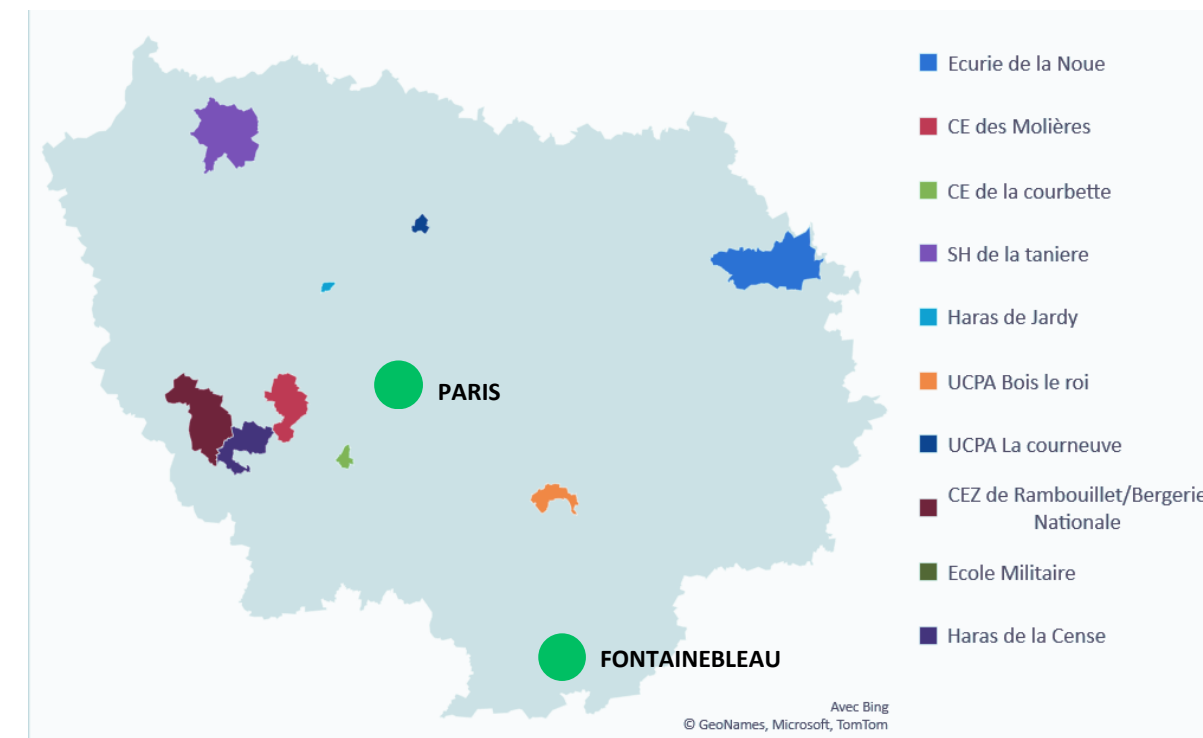 Ecurie de la Noue
CE des Molières
CE de la courbette
SH de la taniere
Haras de Jardy
UCPA Bois le roi
UCPA La courneuve
CEZ de Rambouillet/Bergerie
Nationale
Ecole Militaire
Haras de la Cense
PARIS
FONTAINEBLEAU
Avec Bing
© GeoNames, Microsoft, TomTom